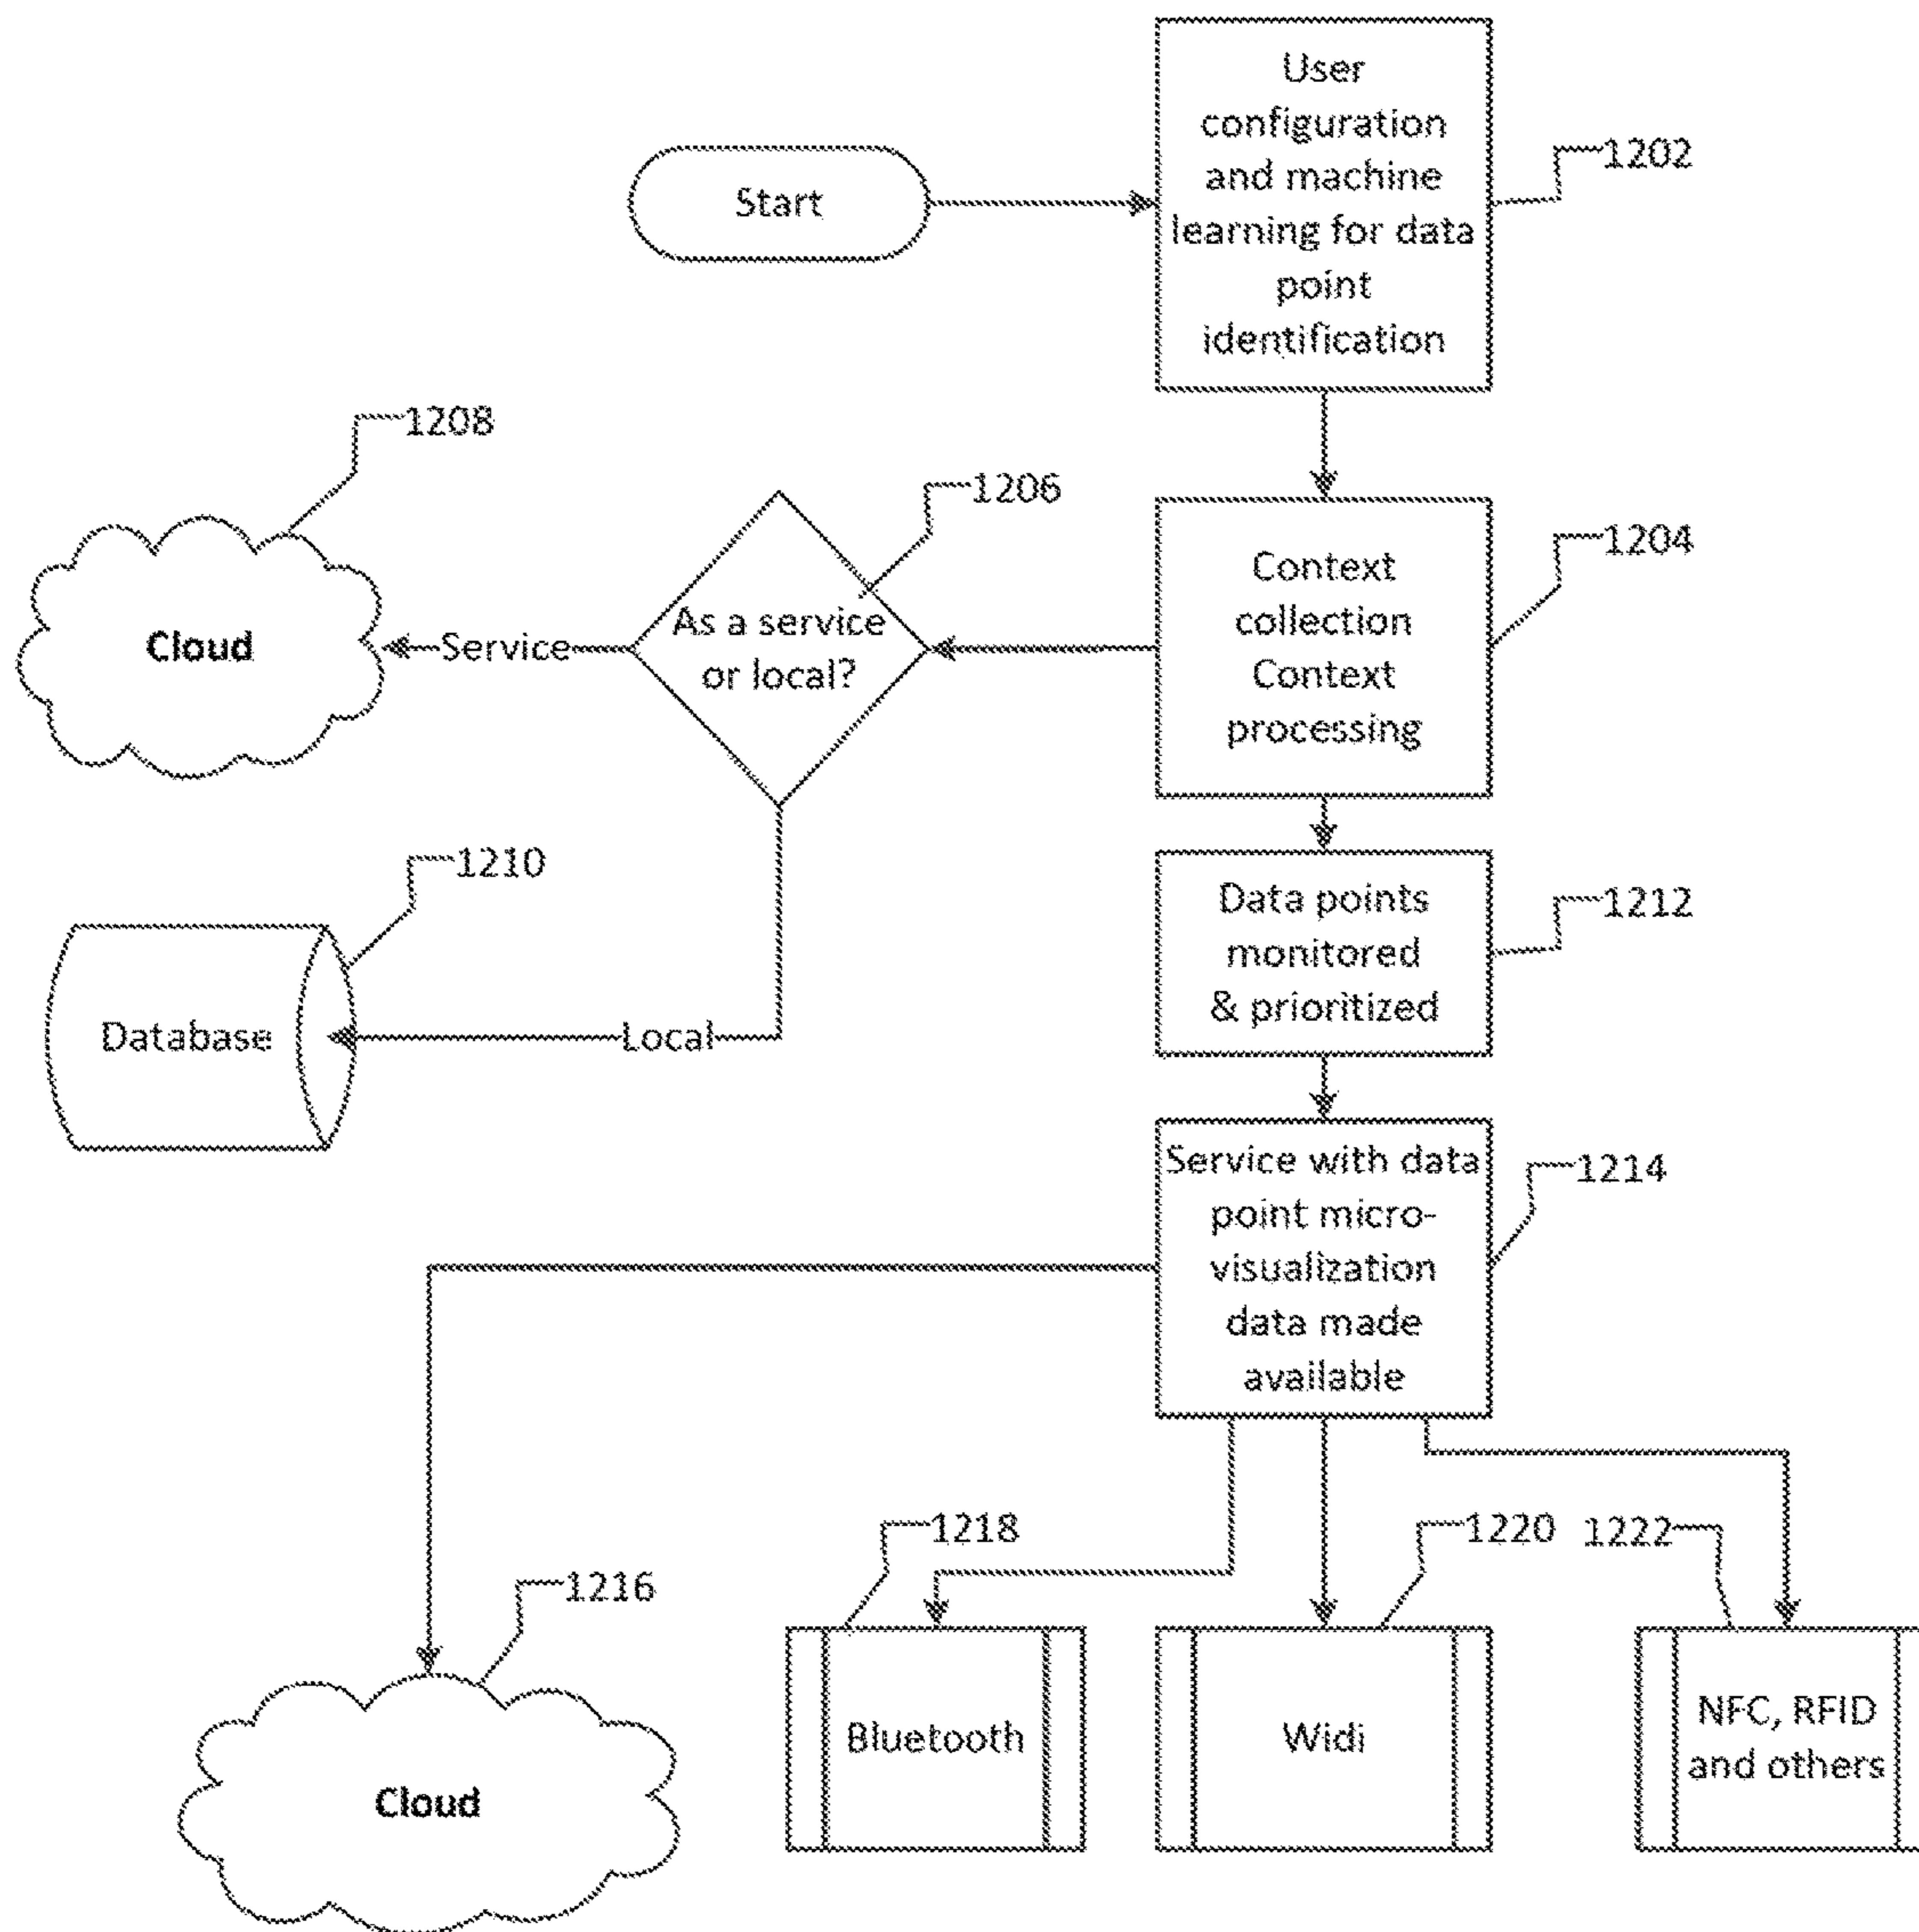 User
configuration
and machine
learning for data
point
identification
1202
Start
1208
1206
1204
Context
collection
Context
processing
As a service
or local?
Service
Cloud
1210
1212
Data points
monitored
& prioritized
Database
Local
1214
Service with data
point micro-
visualization
data made
available
1216
1218
1220
1222
Cloud
Bluetooth
Widi
NFC, RFID
and others